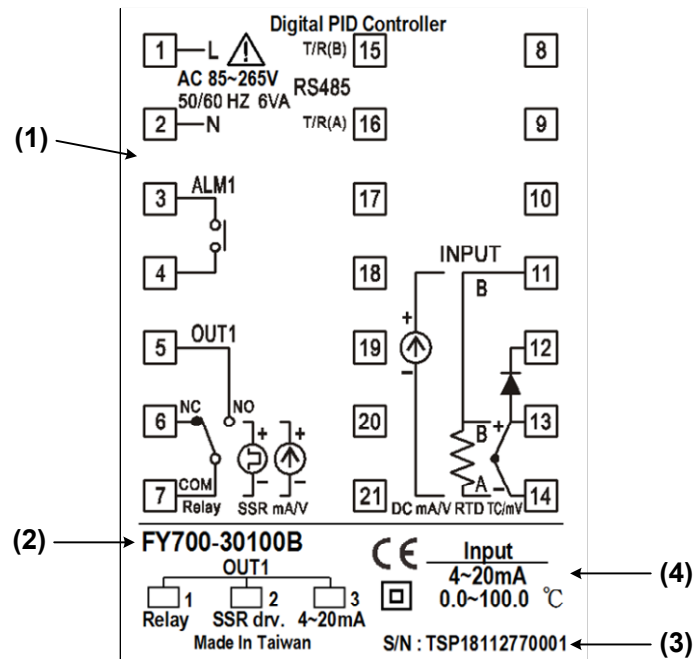 Digital PID Controller
1 L T/R(B) 15 8
AC 85~265V
RS485
50/60 HZ 6VA
2 N T/R(A) 16 9
(1)
3 ALM1 17 10
4 18 INPUT 11
B
+
5 OUT1 19 12
−
6 NC NO 20 13
+ + B +
− − A −
7 COM 21 14
Relay SSR mA/V DC mA/V RTD TC/mV
(2) FY700-30100B
CE Input
OUT1
4~20mA (4)
1 2 3 0.0~100.0 ℃
Relay SSR drv. 4~20mA
Made In Taiwan S/N : TSP18112770001 (3)